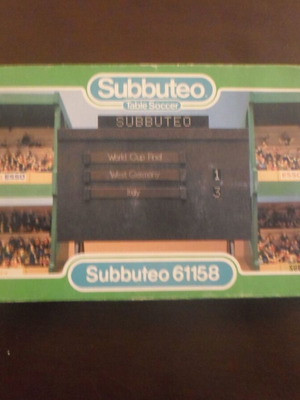 Subbuteo
Table Soccer
SUBBUTEO
World Cup Final
West Germany
1
Italy
3
ESSO
Subbuteo 61158